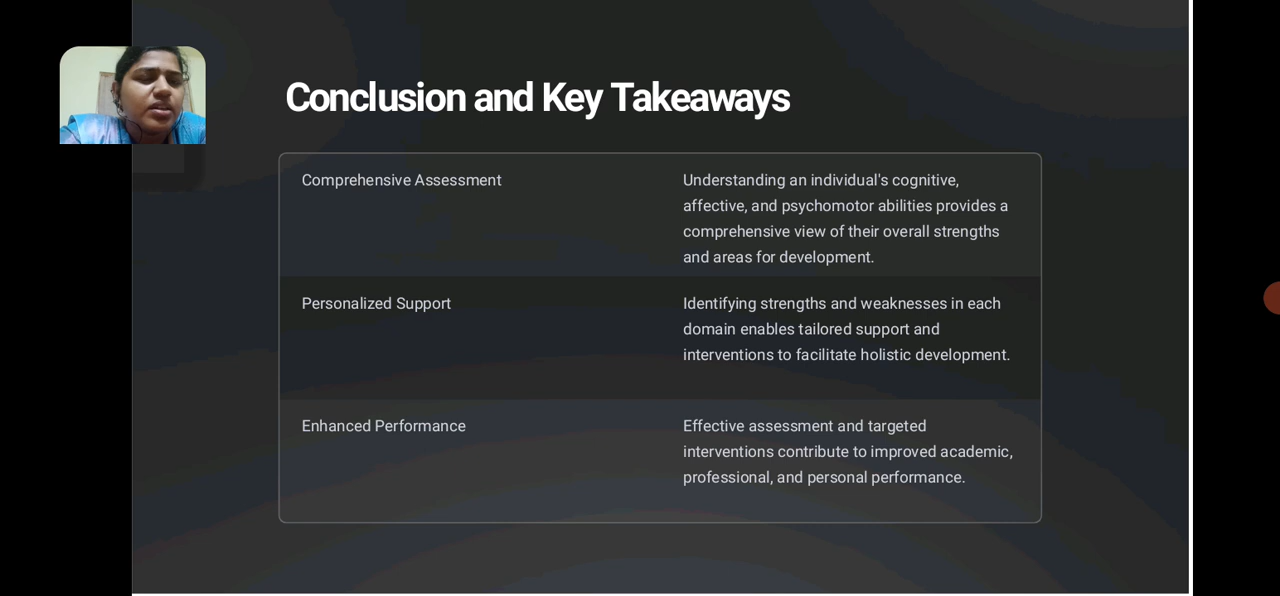 Conclusion and Key Takeaways
Comprehensive Assessment
Understanding an individual's cognitive,
affective, and psychomotor abilities provides a
comprehensive view of their overall strengths
and areas for development.
Personalized Support
Identifying strengths and weaknesses in each
domain enables tailored support and
interventions to facilitate holistic development.
Enhanced Performance
Effective assessment and targeted
interventions contribute to improved academic,
professional, and personal performance.